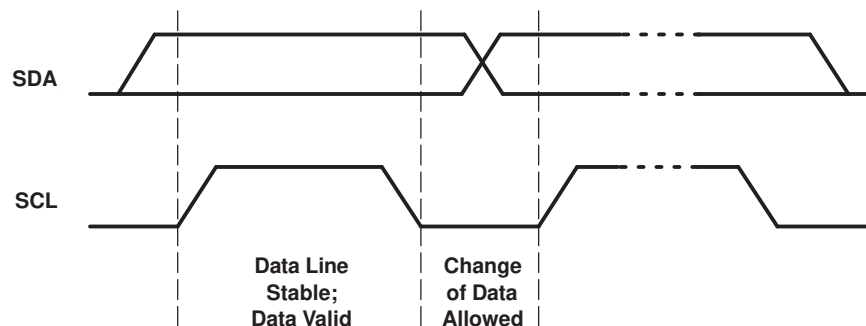 SDA
SCL
Data Line
Stable;
Data Valid
Change
of Data
Allowed